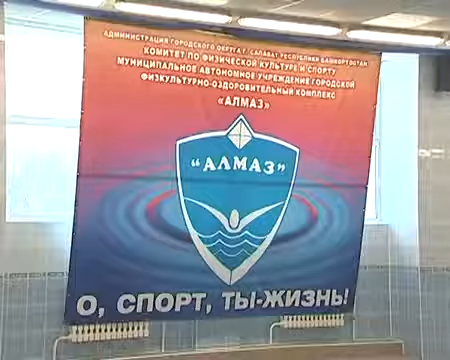 АДМИНИСТРАЦИЯ ГОРОДСКОГО ОКРУГА Г. САЛАВАТ РЕСПУБЛИКИ БАШКОРТОСТАН
КОМИТЕТ ПО ФИЗИЧЕСКОЙ КУЛЬТУРЕ И СПОРТУ
МУНИЦИПАЛЬНОЕ АВТОНОМНОЕ УЧРЕЖДЕНИЕ ГОРОДСКОЙ
ФИЗКУЛЬТУРНО-ОЗДОРОВИТЕЛЬНЫЙ КОМПЛЕКС
«АЛМАЗ»
“АЛМАЗ”
О, СПОРТ, ТЫ-ЖИЗНЬ!